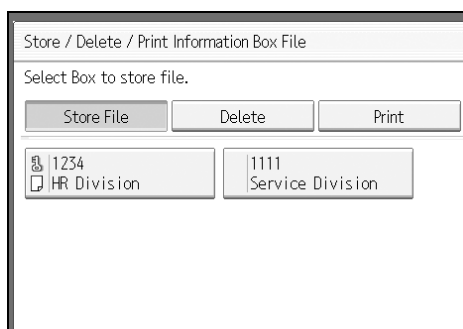 Store / Delete / Print Information Box File
Select Box to store file.
Store File Delete Print
1234 1111
HR Division Service Division